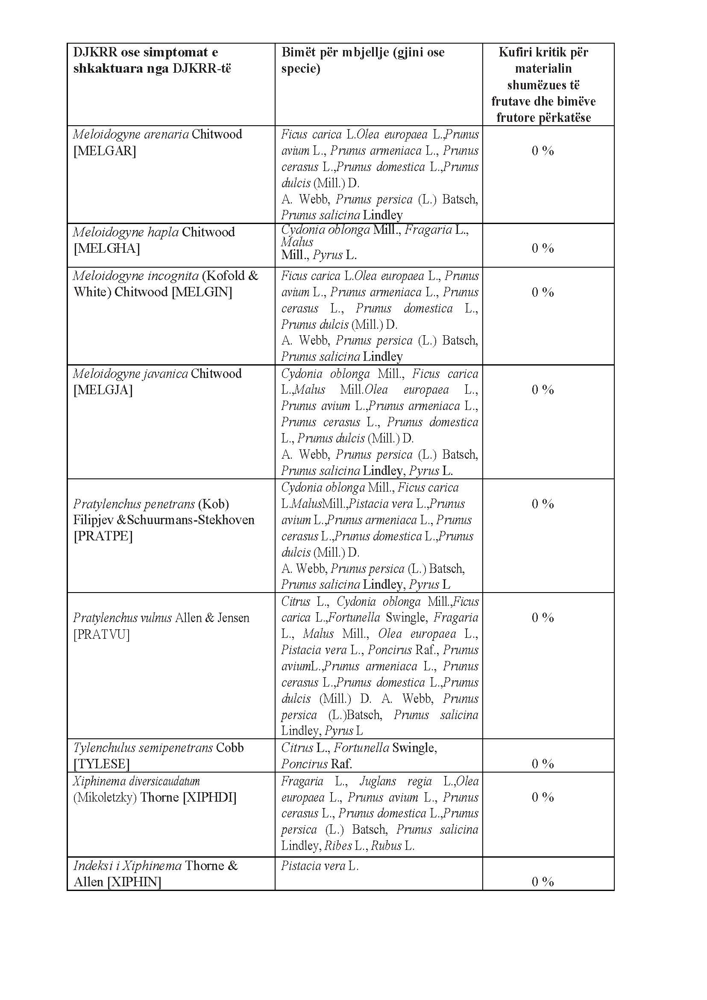 DJKRR ose simptomat e
shkaktuara nga DJKRR-të
Bimët për mbjellje (gjini ose
specie)
Kufiri kritik për
materialin
shumëzues të
frutave dhe bimëve
frutore përkatëse
Meloidogyne arenaria Chitwood
[MELGAR]
Ficus carica L.Olea europaea L.,Prunus
avium L., Prunus armeniaca L., Prunus
cerasus L.,Prunus domestica L.,Prunus
dulcis (Mill.) D.
A. Webb, Prunus persica (L.) Batsch,
Prunus salicina Lindley
0 %
Meloidogyne hapla Chitwood
[MELGHA]
Cydonia oblonga Mill., Fragaria L.,
Malus
Mill., Pyrus L.
0 %
Meloidogyne incognita (Kofold &
White) Chitwood [MELGIN]
Ficus carica L.Olea europaea L., Prunus
avium L., Prunus armeniaca L., Prunus
cerasus L., Prunus domestica L.,
Prunus dulcis (Mill.) D.
A. Webb, Prunus persica (L.) Batsch,
Prunus salicina Lindley
0 %
Meloidogyne javanica Chitwood
[MELGJA]
Cydonia oblonga Mill., Ficus carica
L.,Malus Mill.Olea europaea L.,
Prunus avium L.,Prunus armeniaca L.,
Prunus cerasus L., Prunus domestica
L., Prunus dulcis (Mill.) D.
A. Webb, Prunus persica (L.) Batsch,
Prunus salicina Lindley, Pyrus L.
0 %
Pratylenchus penetrans (Kob)
Filipjev &Schuurmans-Stekhoven
[PRATPE]
Cydonia oblonga Mill., Ficus carica
L.MalusMill.,Pistacia vera L.,Prunus
avium L.,Prunus armeniaca L., Prunus
cerasus L.,Prunus domestica L.,Prunus
dulcis (Mill.) D.
A. Webb, Prunus persica (L.) Batsch,
Prunus salicina Lindley, Pyrus L
0 %
Pratylenchus vulnus Allen & Jensen
[PRATVU]
Citrus L., Cydonia oblonga Mill.,Ficus
carica L.,Fortunella Swingle, Fragaria
L., Malus Mill., Olea europaea L.,
Pistacia vera L., Poncirus Raf., Prunus
aviumL.,Prunus armeniaca L., Prunus
cerasus L.,Prunus domestica L.,Prunus
dulcis (Mill.) D. A. Webb, Prunus
persica (L.)Batsch, Prunus salicina
Lindley, Pyrus L
0 %
Tylenchulus semipenetrans Cobb
[TYLESE]
Citrus L., Fortunella Swingle,
Poncirus Raf.
0 %
Xiphinema diversicaudatum
(Mikoletzky) Thorne [XIPHDI]
Fragaria L., Juglans regia L.,Olea
europaea L., Prunus avium L., Prunus
cerasus L., Prunus domestica L.,Prunus
persica (L.) Batsch, Prunus salicina
Lindley, Ribes L., Rubus L.
0 %
Indeksi i Xiphinema Thorne &
Allen [XIPHIN]
Pistacia vera L.
0 %